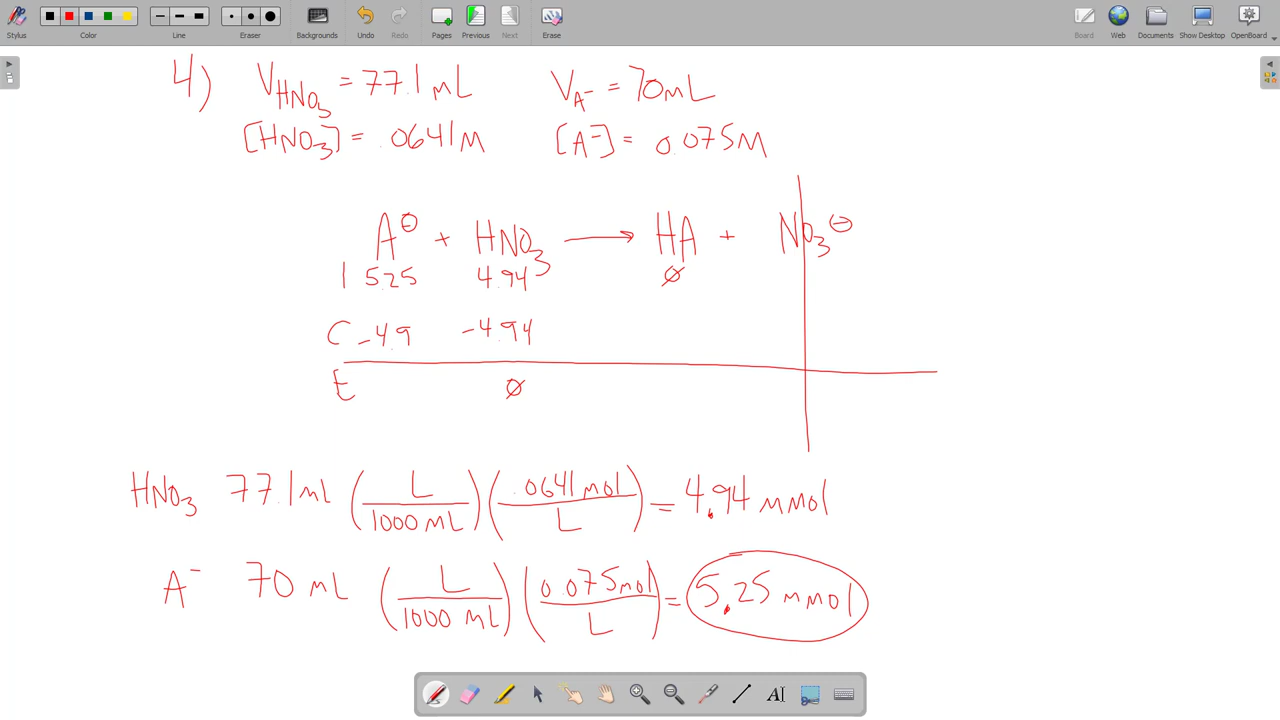 Stylus Color Line Eraser Backgrounds Undo Redo Pages Previous Next Erase Board Web Documents Show Desktop OpenBoard
4) V_HNO₃ = 77.1 mL V_A⁻ = 70 mL
[HNO₃] = .0641 M [A⁻] = 0.075 M
A⊖ + HNO₃ → HA + NO₃⊖
I 5.25 4.94 ∅
C -4.9 -4.94
E ∅
HNO₃ 77.1 mL (L / 1000 mL) (.0641 mol / L) = 4.94 mmol
A⁻ 70 mL (L / 1000 mL) (0.075 mol / L) = 5.25 mmol